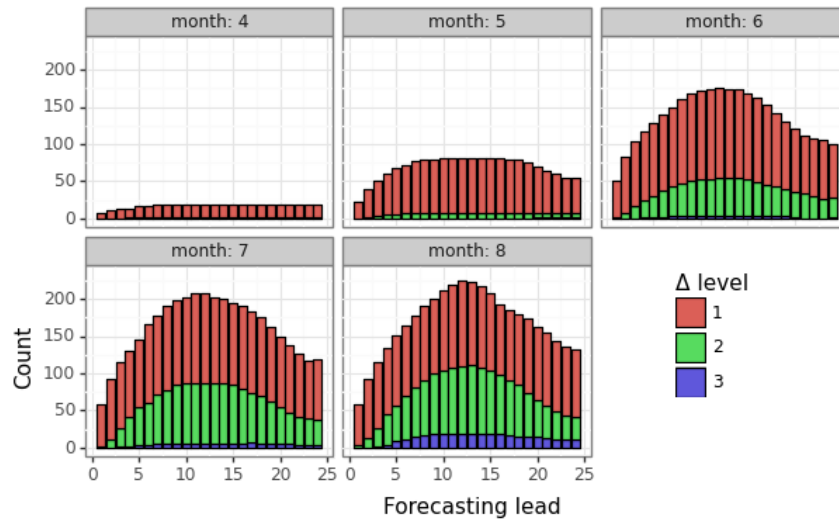 month: 4
month: 5
month: 6
200
150
100
50
0
month: 7
month: 8
200
150
100
50
0
Count
0 5 10 15 20 25
0 5 10 15 20 25
Forecasting lead
Δ level
1
2
3